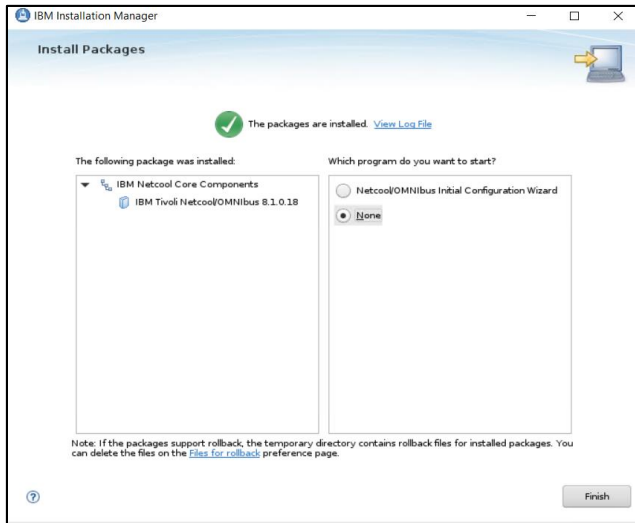 IBM Installation Manager
Install Packages
The packages are installed. View Log File
The following package was installed:
IBM Netcool Core Components
IBM Tivoli Netcool/OMNIbus 8.1.0.18
Which program do you want to start?
Netcool/OMNIbus Initial Configuration Wizard
None
Note: If the packages support rollback, the temporary directory contains rollback files for installed packages. You
can delete the files on the Files for rollback preference page.
?
Finish